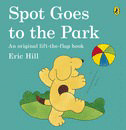 Spot Goes to the Park
An original lift-the-flap book
Eric Hill